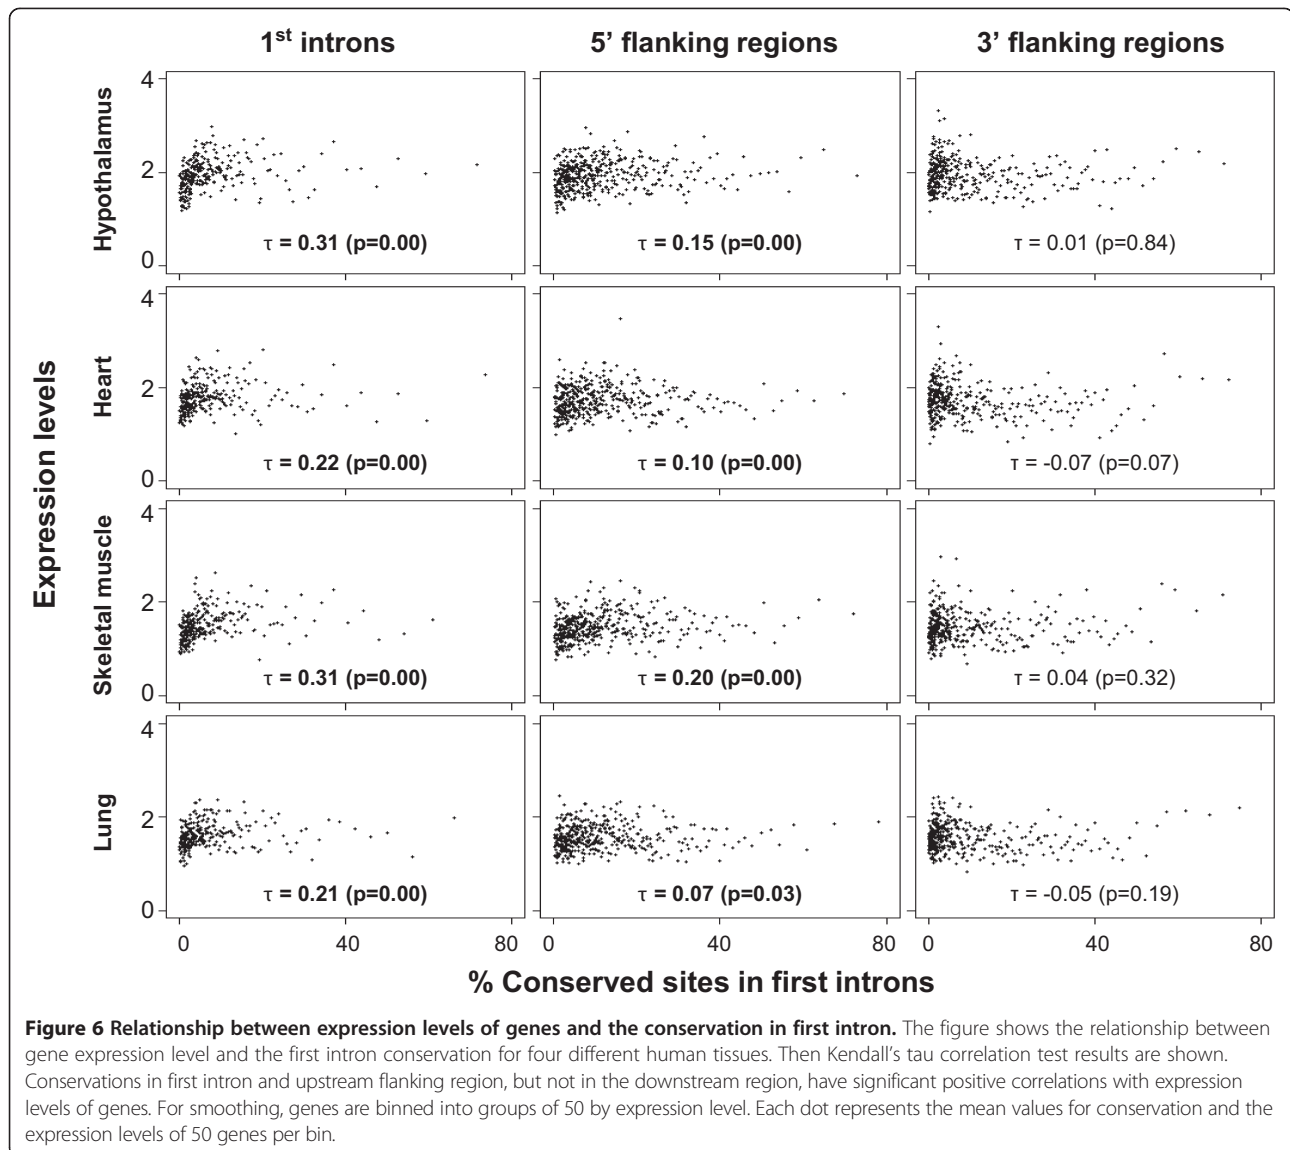 1st introns
5' flanking regions
3' flanking regions
Expression levels
Hypothalamus
4
2
0
τ = 0.31 (p=0.00)
τ = 0.15 (p=0.00)
τ = 0.01 (p=0.84)
Heart
4
2
0
τ = 0.22 (p=0.00)
τ = 0.10 (p=0.00)
τ = -0.07 (p=0.07)
Skeletal muscle
4
2
0
τ = 0.31 (p=0.00)
τ = 0.20 (p=0.00)
τ = 0.04 (p=0.32)
Lung
4
2
0
τ = 0.21 (p=0.00)
τ = 0.07 (p=0.03)
τ = -0.05 (p=0.19)
0 40 80 0 40 80 0 40 80
% Conserved sites in first introns
Figure 6 Relationship between expression levels of genes and the conservation in first intron. The figure shows the relationship between
gene expression level and the first intron conservation for four different human tissues. Then Kendall's tau correlation test results are shown.
Conservations in first intron and upstream flanking region, but not in the downstream region, have significant positive correlations with expression
levels of genes. For smoothing, genes are binned into groups of 50 by expression level. Each dot represents the mean values for conservation and the
expression levels of 50 genes per bin.